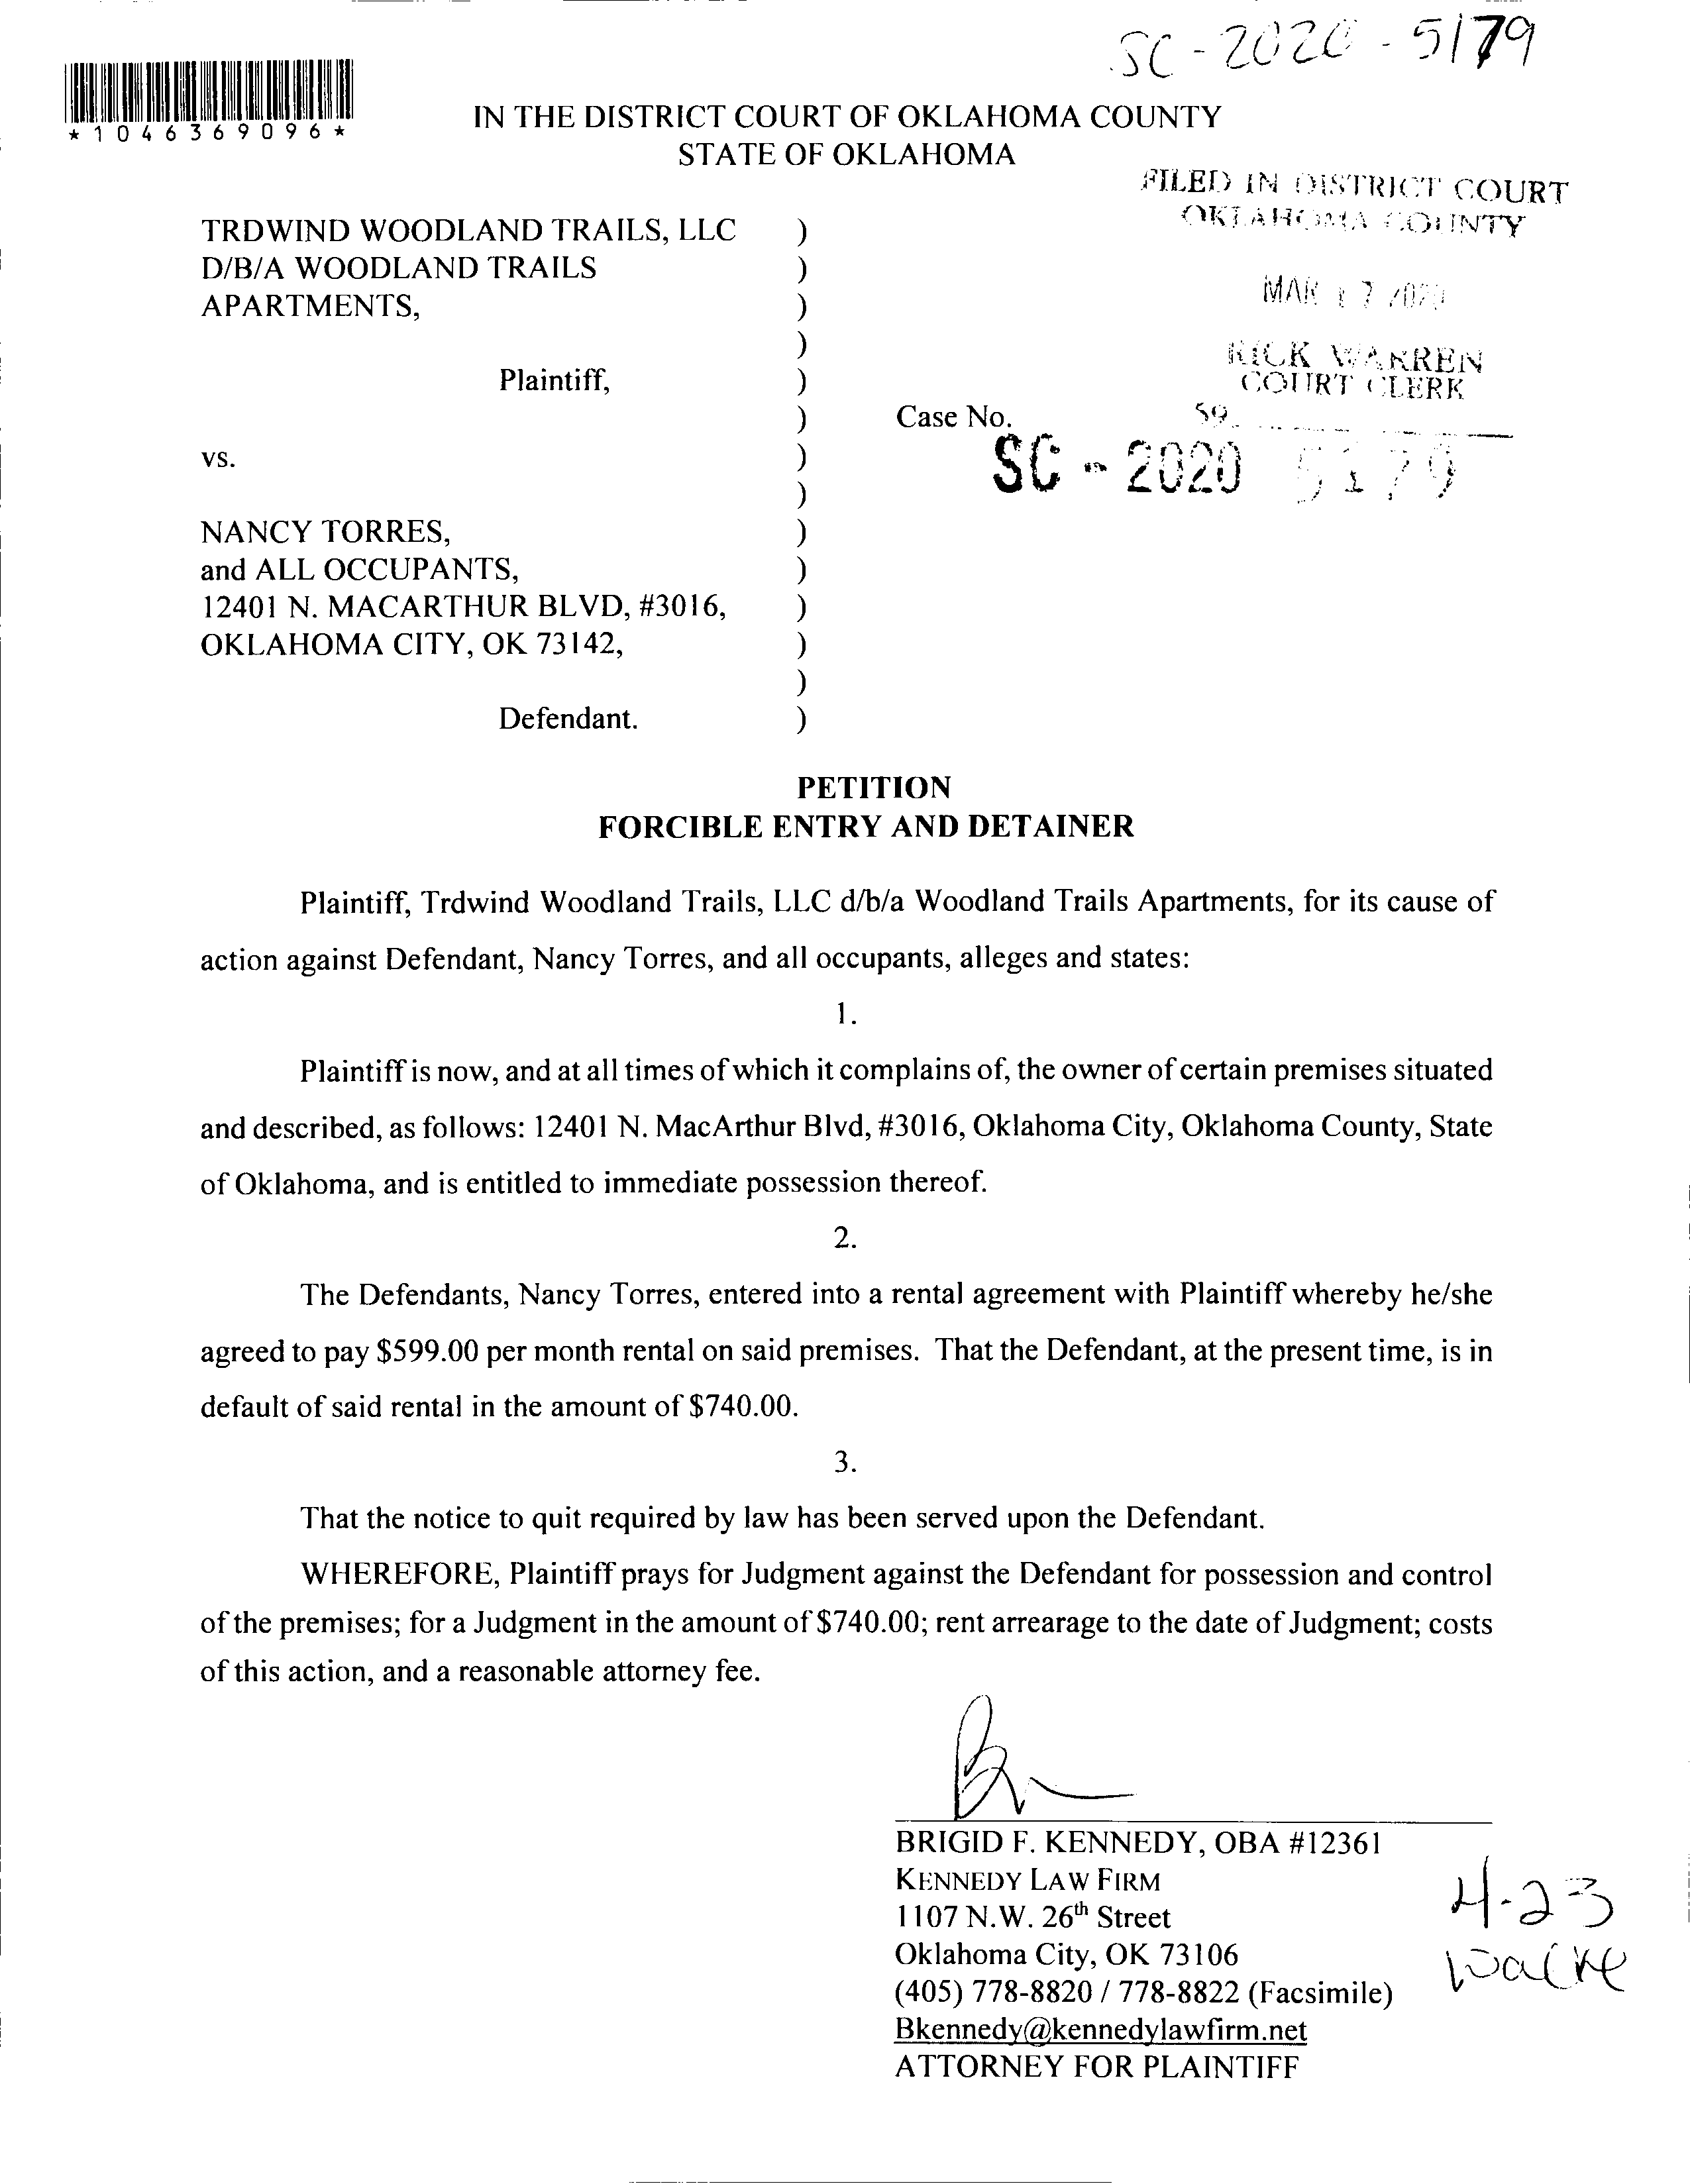 SC-2020-5179
*1046369096*
IN THE DISTRICT COURT OF OKLAHOMA COUNTY
STATE OF OKLAHOMA
FILED IN DISTRICT COURT
OKLAHOMA COUNTY
TRDWIND WOODLAND TRAILS, LLC )
D/B/A WOODLAND TRAILS )
APARTMENTS, )
MAR 7 2020
)
RICK WARREN
COURT CLERK
Plaintiff, )
) Case No.
59
vs. )
SC - 2020 5179
)
NANCY TORRES, )
and ALL OCCUPANTS, )
12401 N. MACARTHUR BLVD, #3016, )
OKLAHOMA CITY, OK 73142, )
)
Defendant. )
PETITION
FORCIBLE ENTRY AND DETAINER
Plaintiff, Trdwind Woodland Trails, LLC d/b/a Woodland Trails Apartments, for its cause of
action against Defendant, Nancy Torres, and all occupants, alleges and states:
1.
Plaintiff is now, and at all times of which it complains of, the owner of certain premises situated
and described, as follows: 12401 N. MacArthur Blvd, #3016, Oklahoma City, Oklahoma County, State
of Oklahoma, and is entitled to immediate possession thereof.
2.
The Defendants, Nancy Torres, entered into a rental agreement with Plaintiff whereby he/she
agreed to pay $599.00 per month rental on said premises. That the Defendant, at the present time, is in
default of said rental in the amount of $740.00.
3.
That the notice to quit required by law has been served upon the Defendant.
WHEREFORE, Plaintiff prays for Judgment against the Defendant for possession and control
of the premises; for a Judgment in the amount of $740.00; rent arrearage to the date of Judgment; costs
of this action, and a reasonable attorney fee.
BRIGID F. KENNEDY, OBA #12361
KENNEDY LAW FIRM
1107 N.W. 26th Street
Oklahoma City, OK 73106
(405) 778-8820 / 778-8822 (Facsimile)
Bkennedy@kennedylawfirm.net
ATTORNEY FOR PLAINTIFF
4-23